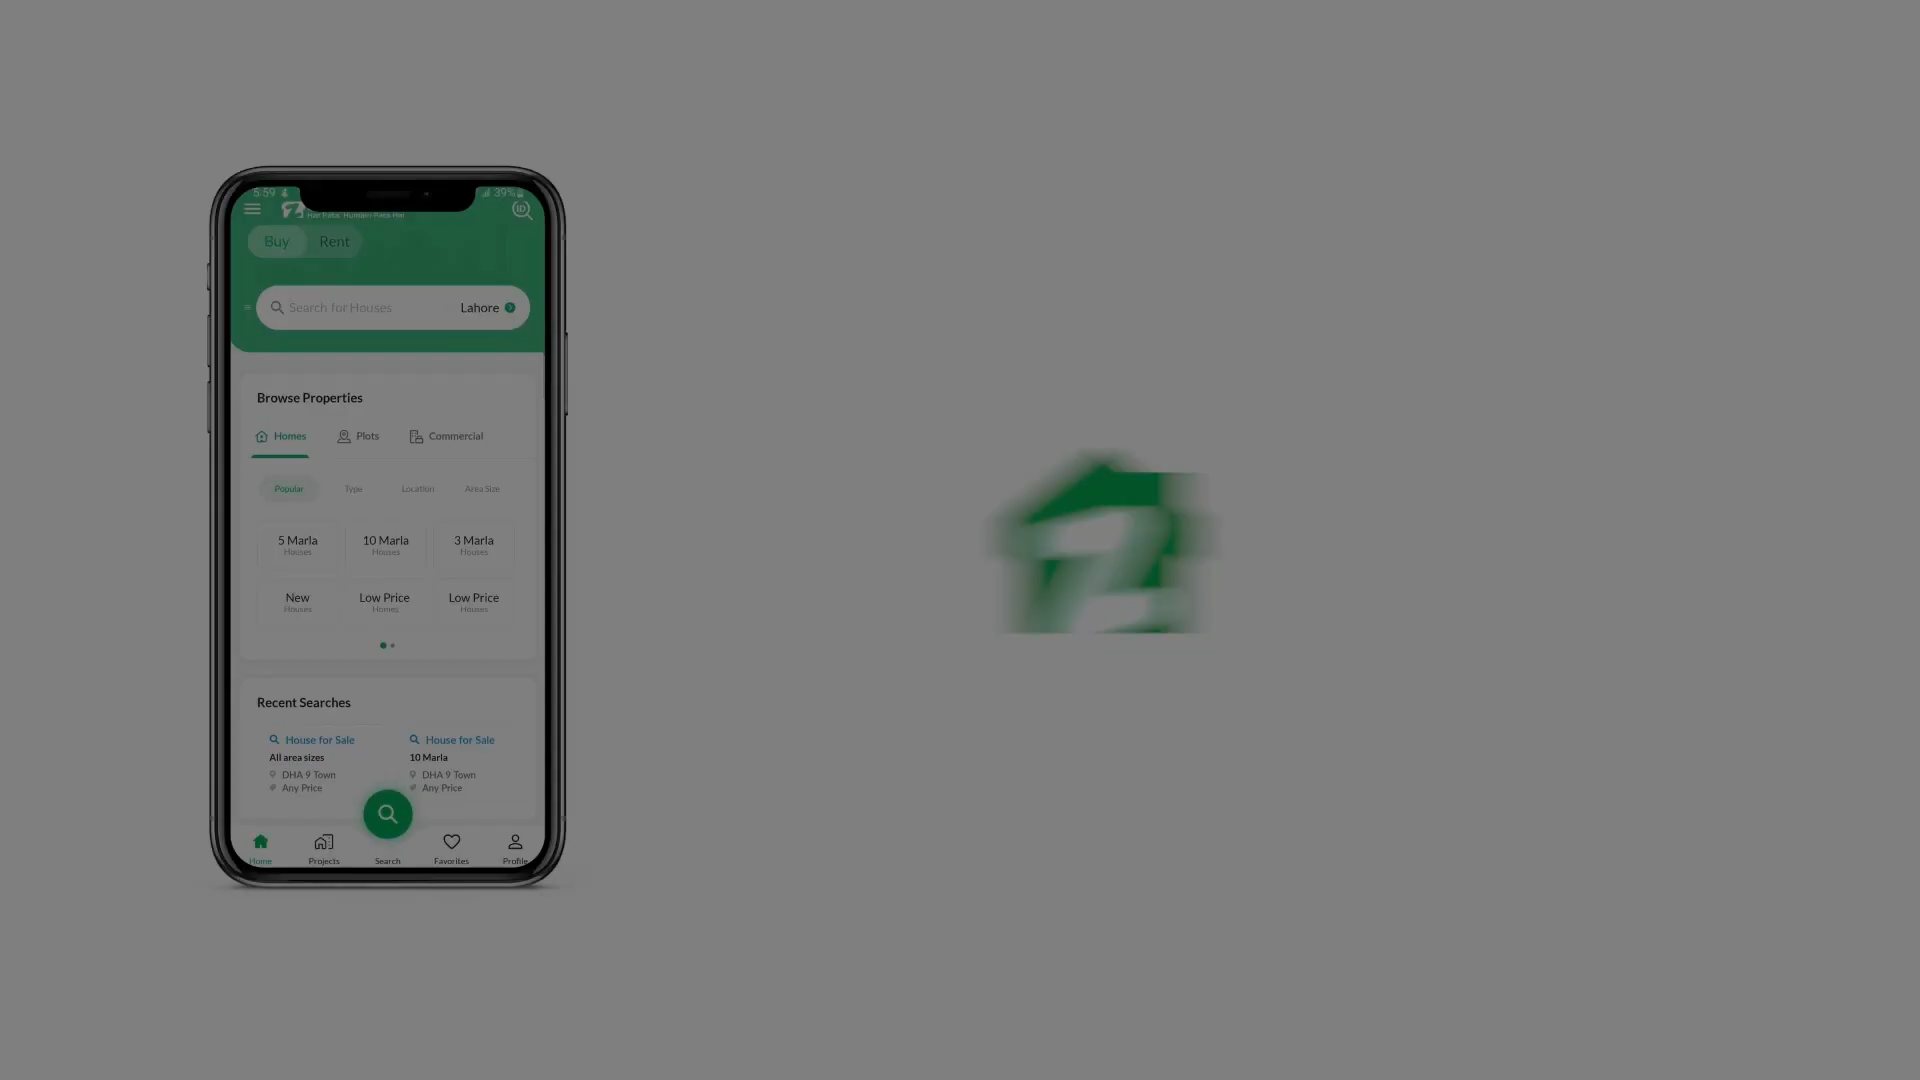 5:59 39%
Har Pata, Humain Pata Hai
Buy Rent
Search for Houses Lahore
Browse Properties
Homes Plots Commercial
Popular Type Location Area Size
5 Marla 10 Marla 3 Marla
Houses Houses Houses
New Low Price Low Price
Houses Homes Houses
Recent Searches
House for Sale House for Sale
All area sizes 10 Marla
DHA 9 Town DHA 9 Town
Any Price Any Price
Home Projects Search Favorites Profile